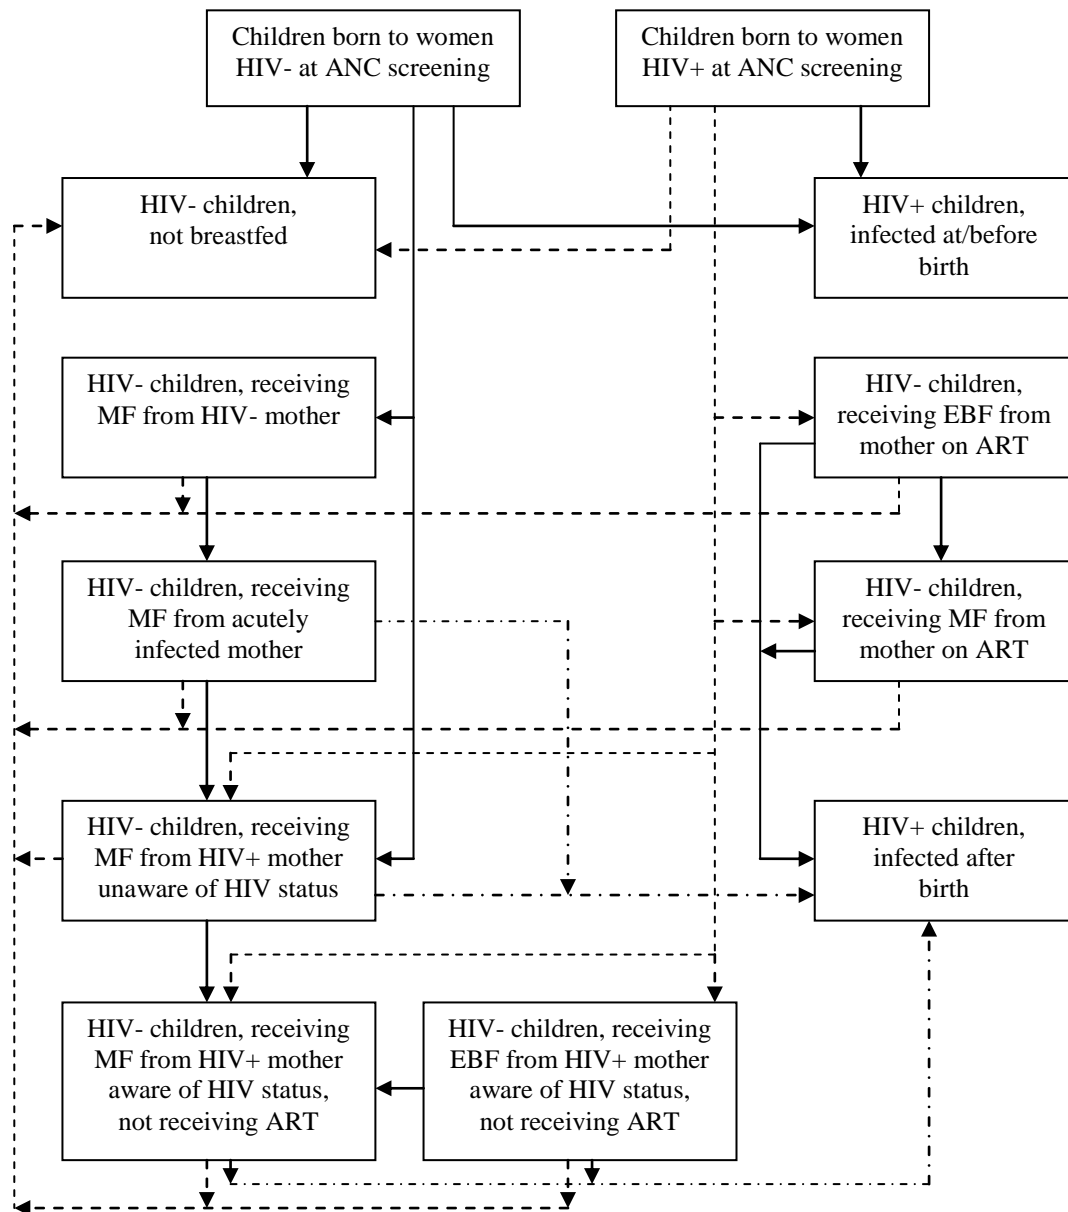 Children born to women
HIV- at ANC screening
Children born to women
HIV+ at ANC screening
HIV- children,
not breastfed
HIV+ children,
infected at/before
birth
HIV- children, receiving
MF from HIV- mother
HIV- children,
receiving EBF from
mother on ART
HIV- children, receiving
MF from acutely
infected mother
HIV- children,
receiving MF from
mother on ART
HIV- children, receiving
MF from HIV+ mother
unaware of HIV status
HIV+ children,
infected after
birth
HIV- children, receiving
MF from HIV+ mother
aware of HIV status,
not receiving ART
HIV- children, receiving
EBF from HIV+ mother
aware of HIV status,
not receiving ART